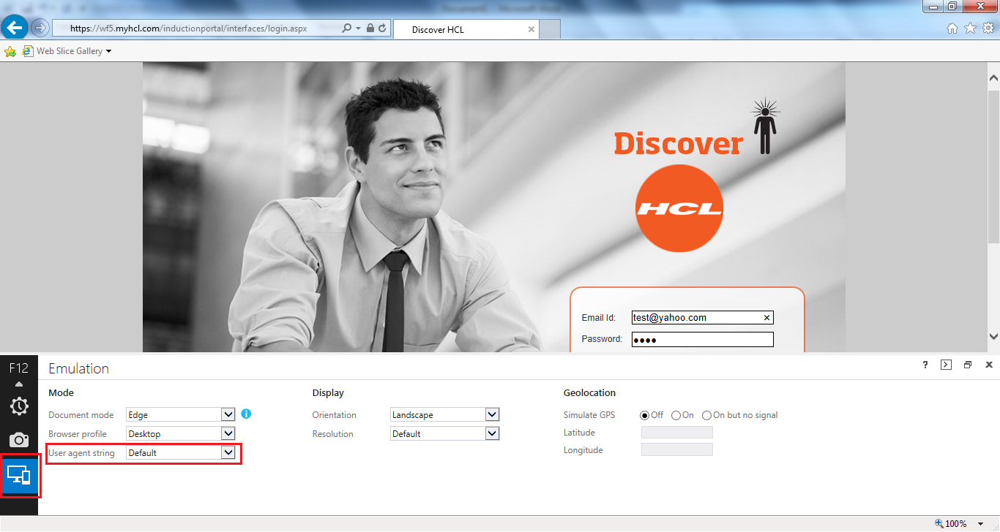 https://wf5.myhcl.com/inductionportal/interfaces/login.aspx
Discover HCL
Web Slice Gallery
Discover
HCL
Email Id: test@yahoo.com
Password:
F12
Emulation
Mode
Document mode Edge
Browser profile Desktop
User agent string Default
Display
Orientation Landscape
Resolution Default
Geolocation
Simulate GPS Off On On but no signal
Latitude
Longitude
100%